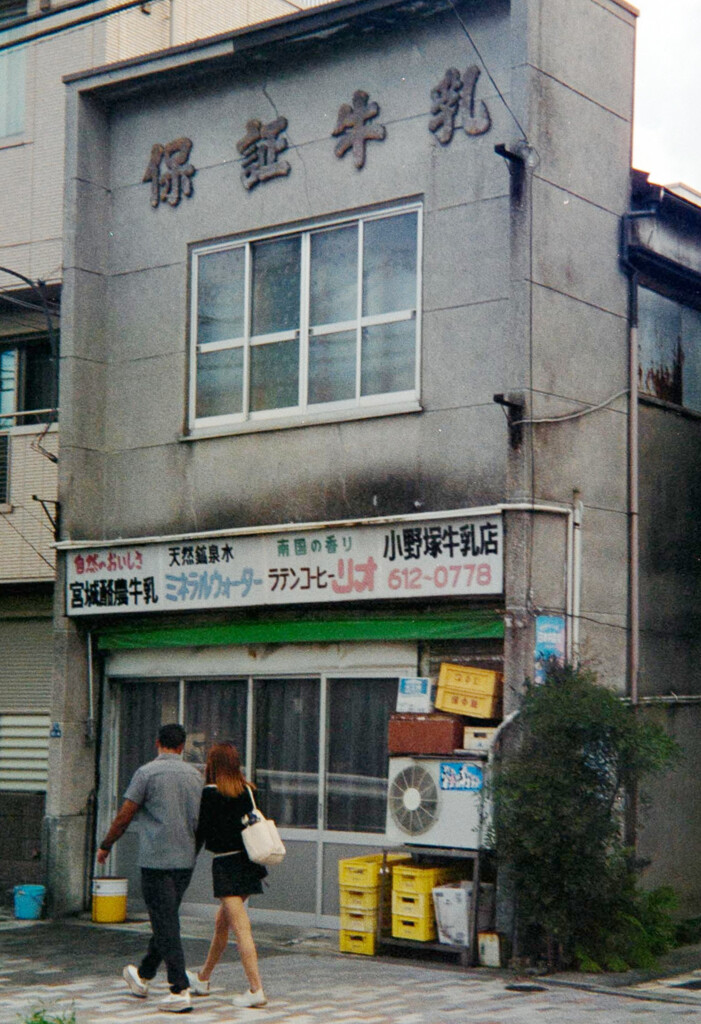 保証牛乳
自然のおいしさ
宮城酪農牛乳
天然鉱泉水
ミネラルウォーター
南国の香り
ラテンコーヒーリオ
小野塚牛乳店
612~0778